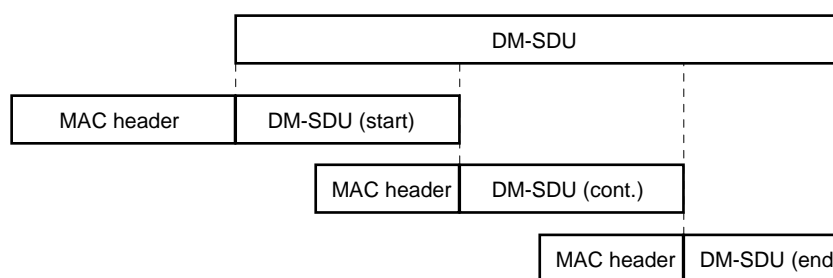 DM-SDU
MAC header DM-SDU (start)
MAC header DM-SDU (cont.)
MAC header DM-SDU (end